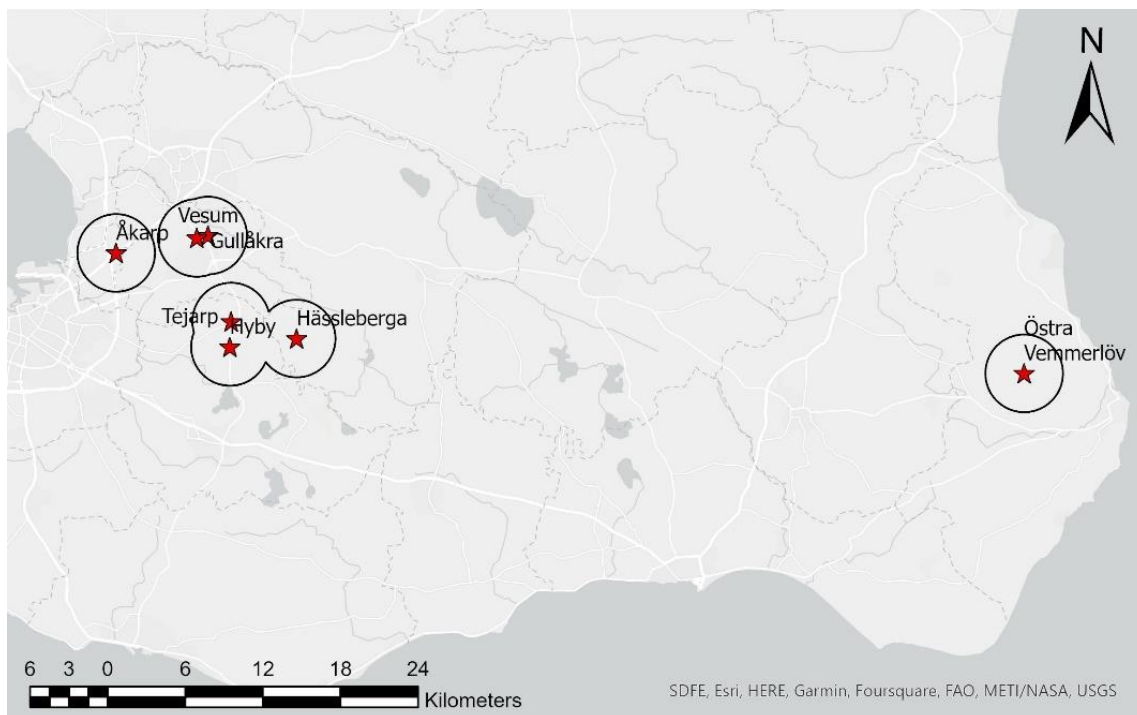 N
Vesum
Åkarp
Gullåkra
Tejarp
Hyby
Hässleberga
Östra
Vemmerlöv
6 3 0 6 12 18 24
Kilometers
SDFE, Esri, HERE, Garmin, Foursquare, FAO, METI/NASA, USGS